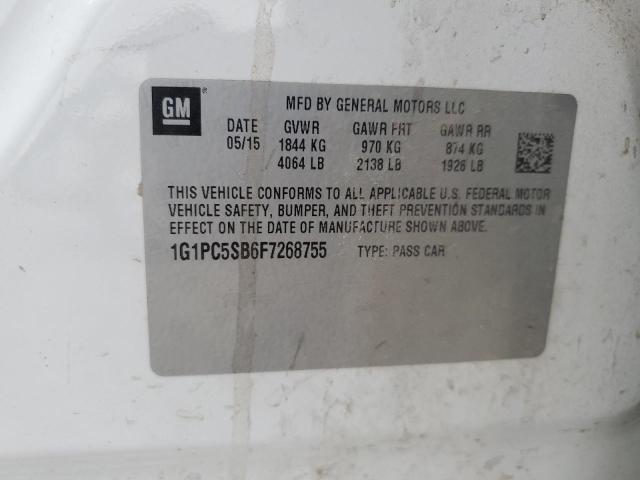 GM
MFD BY GENERAL MOTORS LLC
DATE GVWR GAWR FRT GAWR RR
05/15 1844 KG 970 KG 874 KG
4064 LB 2138 LB 1926 LB
THIS VEHICLE CONFORMS TO ALL APPLICABLE U.S. FEDERAL MOTOR
VEHICLE SAFETY, BUMPER, AND THEFT PREVENTION STANDARDS IN
EFFECT ON THE DATE OF MANUFACTURE SHOWN ABOVE.
1G1PC5SB6F7268755 TYPE: PASS CAR